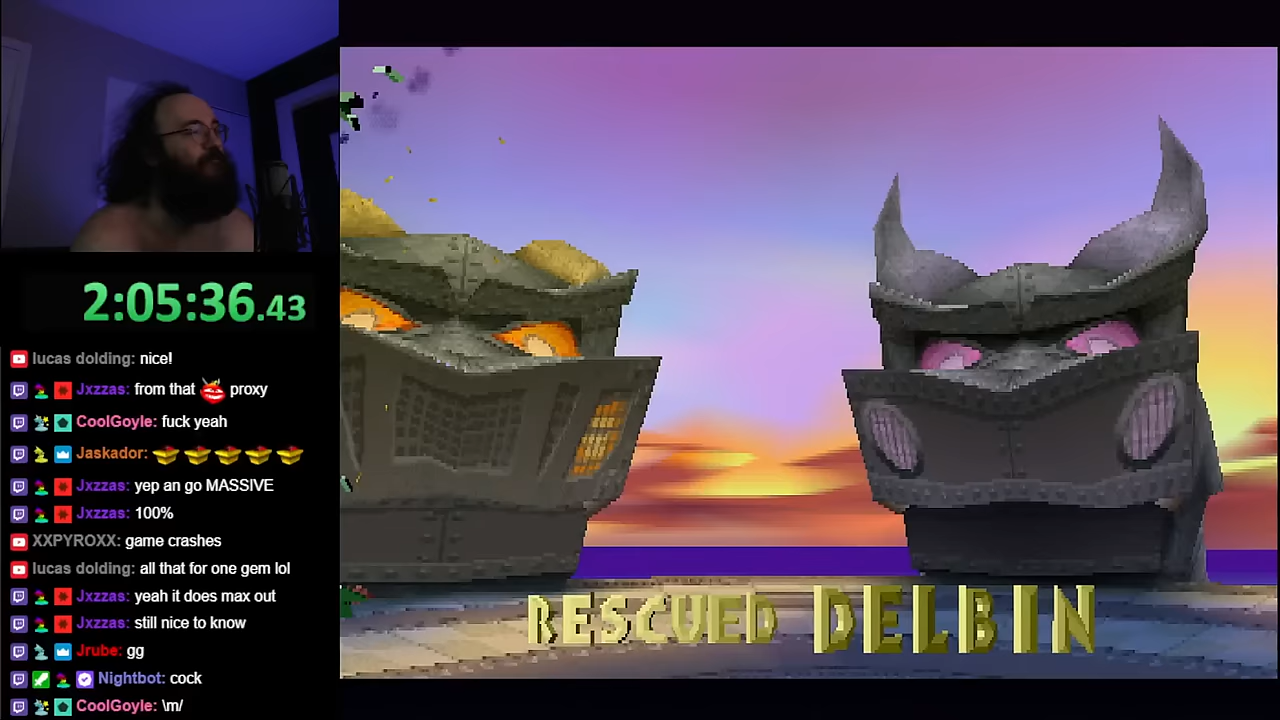 2:05:36.43
lucas dolding: nice!
Jxzzas: from that proxy
CoolGoyle: fuck yeah
Jaskador:
Jxzzas: yep an go MASSIVE
Jxzzas: 100%
XXPYROXX: game crashes
lucas dolding: all that for one gem lol
Jxzzas: yeah it does max out
Jxzzas: still nice to know
Jrube: gg
Nightbot: cock
CoolGoyle: \m/
RESCUED DELBIN